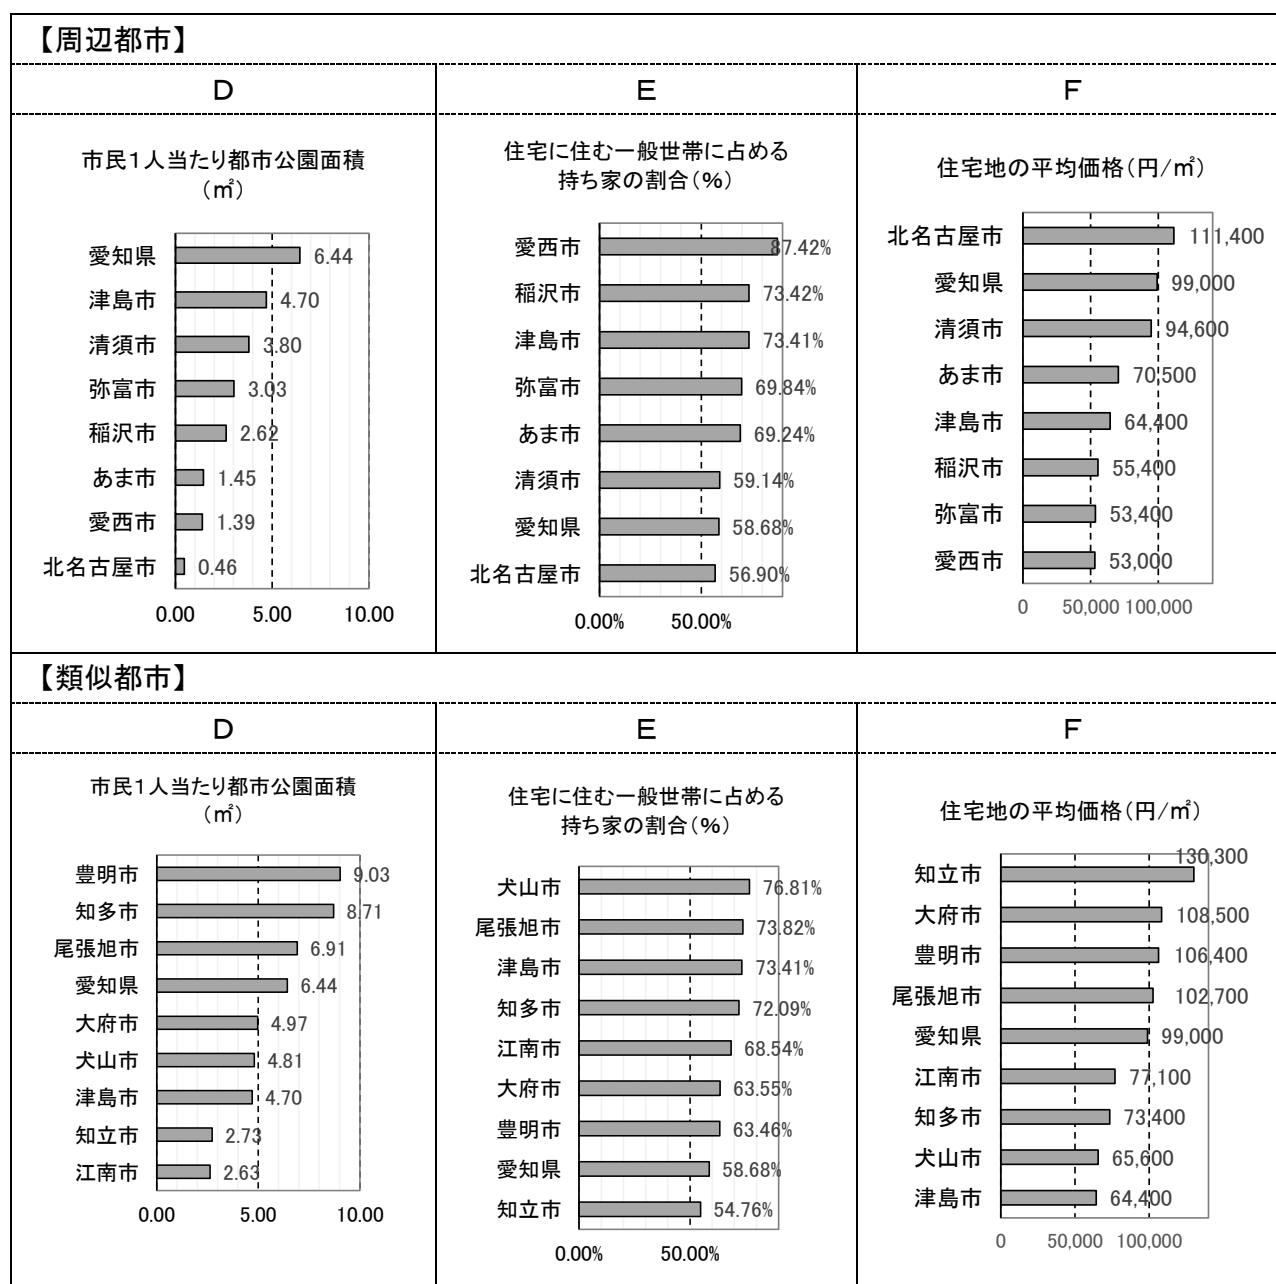 【周辺都市】
D
E
F
市民1人当たり都市公園面積
(㎡)
愛知県 6.44
津島市 4.70
清須市 3.80
弥富市 3.03
稲沢市 2.62
あま市 1.45
愛西市 1.39
北名古屋市 0.46
0.00 5.00 10.00
住宅に住む一般世帯に占める
持ち家の割合(%)
愛西市 87.42%
稲沢市 73.42%
津島市 73.41%
弥富市 69.84%
あま市 69.24%
清須市 59.14%
愛知県 58.68%
北名古屋市 56.90%
0.00% 50.00%
住宅地の平均価格(円/㎡)
北名古屋市 111,400
愛知県 99,000
清須市 94,600
あま市 70,500
津島市 64,400
稲沢市 55,400
弥富市 53,400
愛西市 53,000
0 50,000 100,000
【類似都市】
D
E
F
市民1人当たり都市公園面積
(㎡)
豊明市 9.03
知多市 8.71
尾張旭市 6.91
愛知県 6.44
大府市 4.97
犬山市 4.81
津島市 4.70
知立市 2.73
江南市 2.63
0.00 5.00 10.00
住宅に住む一般世帯に占める
持ち家の割合(%)
犬山市 76.81%
尾張旭市 73.82%
津島市 73.41%
知多市 72.09%
江南市 68.54%
大府市 63.55%
豊明市 63.46%
愛知県 58.68%
知立市 54.76%
0.00% 50.00%
住宅地の平均価格(円/㎡)
知立市 130,300
大府市 108,500
豊明市 106,400
尾張旭市 102,700
愛知県 99,000
江南市 77,100
知多市 73,400
犬山市 65,600
津島市 64,400
0 50,000 100,000